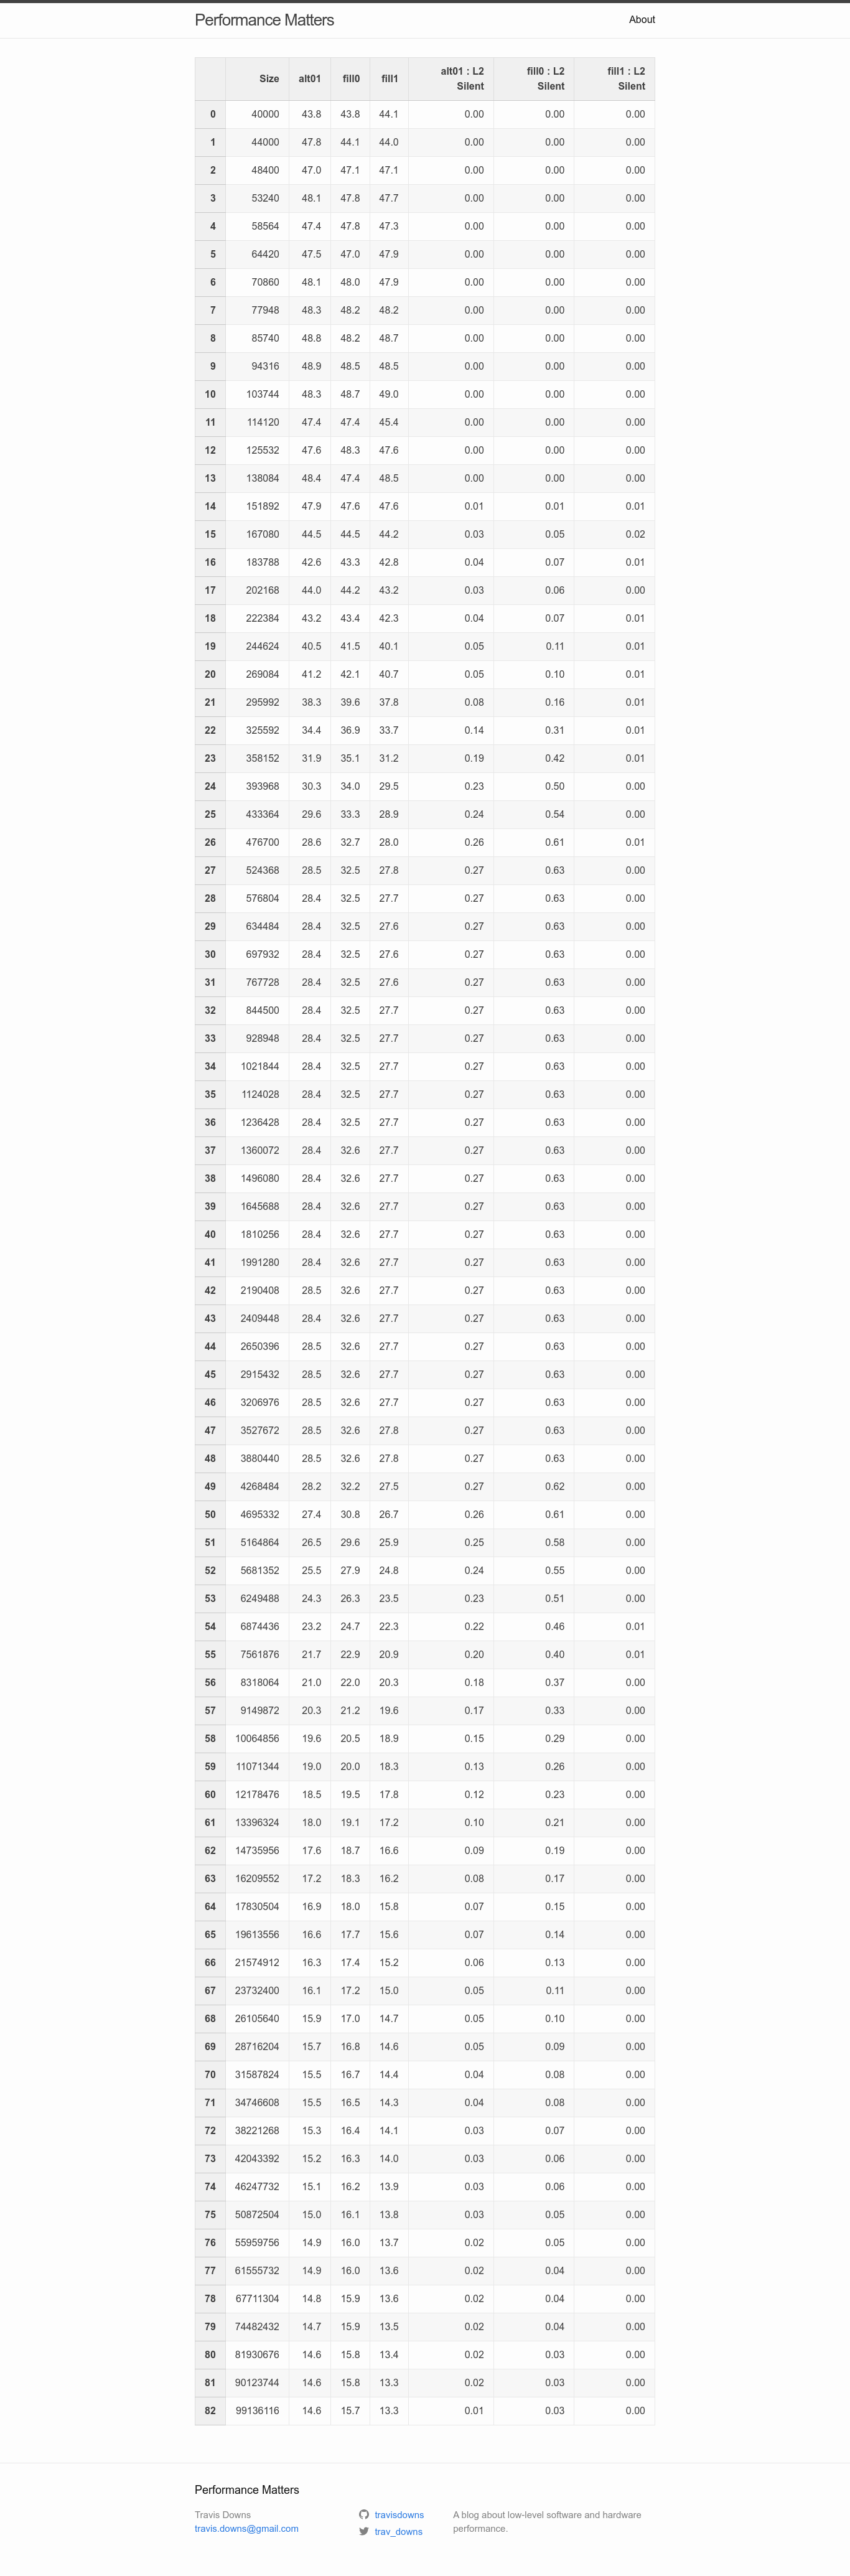 Performance Matters
About
Size alt01 fill0 fill1 alt01 : L2 Silent fill0 : L2 Silent fill1 : L2 Silent
0 40000 43.8 43.8 44.1 0.00 0.00 0.00
1 44000 47.8 44.1 44.0 0.00 0.00 0.00
2 48400 47.0 47.1 47.1 0.00 0.00 0.00
3 53240 48.1 47.8 47.7 0.00 0.00 0.00
4 58564 47.4 47.8 47.3 0.00 0.00 0.00
5 64420 47.5 47.0 47.9 0.00 0.00 0.00
6 70860 48.1 48.0 47.9 0.00 0.00 0.00
7 77948 48.3 48.2 48.2 0.00 0.00 0.00
8 85740 48.8 48.2 48.7 0.00 0.00 0.00
9 94316 48.9 48.5 48.5 0.00 0.00 0.00
10 103744 48.3 48.7 49.0 0.00 0.00 0.00
11 114120 47.4 47.4 45.4 0.00 0.00 0.00
12 125532 47.6 48.3 47.6 0.00 0.00 0.00
13 138084 48.4 47.4 48.5 0.00 0.00 0.00
14 151892 47.9 47.6 47.6 0.01 0.01 0.01
15 167080 44.5 44.5 44.2 0.03 0.05 0.02
16 183788 42.6 43.3 42.8 0.04 0.07 0.01
17 202168 44.0 44.2 43.2 0.03 0.06 0.00
18 222384 43.2 43.4 42.3 0.04 0.07 0.01
19 244624 40.5 41.5 40.1 0.05 0.11 0.01
20 269084 41.2 42.1 40.7 0.05 0.10 0.01
21 295992 38.3 39.6 37.8 0.08 0.16 0.01
22 325592 34.4 36.9 33.7 0.14 0.31 0.01
23 358152 31.9 35.1 31.2 0.19 0.42 0.01
24 393968 30.3 34.0 29.5 0.23 0.50 0.00
25 433364 29.6 33.3 28.9 0.24 0.54 0.00
26 476700 28.6 32.7 28.0 0.26 0.61 0.01
27 524368 28.5 32.5 27.8 0.27 0.63 0.00
28 576804 28.4 32.5 27.7 0.27 0.63 0.00
29 634484 28.4 32.5 27.6 0.27 0.63 0.00
30 697932 28.4 32.5 27.6 0.27 0.63 0.00
31 767728 28.4 32.5 27.6 0.27 0.63 0.00
32 844500 28.4 32.5 27.7 0.27 0.63 0.00
33 928948 28.4 32.5 27.7 0.27 0.63 0.00
34 1021844 28.4 32.5 27.7 0.27 0.63 0.00
35 1124028 28.4 32.5 27.7 0.27 0.63 0.00
36 1236428 28.4 32.5 27.7 0.27 0.63 0.00
37 1360072 28.4 32.6 27.7 0.27 0.63 0.00
38 1496080 28.4 32.6 27.7 0.27 0.63 0.00
39 1645688 28.4 32.6 27.7 0.27 0.63 0.00
40 1810256 28.4 32.6 27.7 0.27 0.63 0.00
41 1991280 28.4 32.6 27.7 0.27 0.63 0.00
42 2190408 28.5 32.6 27.7 0.27 0.63 0.00
43 2409448 28.4 32.6 27.7 0.27 0.63 0.00
44 2650396 28.5 32.6 27.7 0.27 0.63 0.00
45 2915432 28.5 32.6 27.7 0.27 0.63 0.00
46 3206976 28.5 32.6 27.7 0.27 0.63 0.00
47 3527672 28.5 32.6 27.8 0.27 0.63 0.00
48 3880440 28.5 32.6 27.8 0.27 0.63 0.00
49 4268484 28.2 32.2 27.5 0.27 0.62 0.00
50 4695332 27.4 30.8 26.7 0.26 0.61 0.00
51 5164864 26.5 29.6 25.9 0.25 0.58 0.00
52 5681352 25.5 27.9 24.8 0.24 0.55 0.00
53 6249488 24.3 26.3 23.5 0.23 0.51 0.00
54 6874436 23.2 24.7 22.3 0.22 0.46 0.01
55 7561876 21.7 22.9 20.9 0.20 0.40 0.01
56 8318064 21.0 22.0 20.3 0.18 0.37 0.00
57 9149872 20.3 21.2 19.6 0.17 0.33 0.00
58 10064856 19.6 20.5 18.9 0.15 0.29 0.00
59 11071344 19.0 20.0 18.3 0.13 0.26 0.00
60 12178476 18.5 19.5 17.8 0.12 0.23 0.00
61 13396324 18.0 19.1 17.2 0.10 0.21 0.00
62 14735956 17.6 18.7 16.6 0.09 0.19 0.00
63 16209552 17.2 18.3 16.2 0.08 0.17 0.00
64 17830504 16.9 18.0 15.8 0.07 0.15 0.00
65 19613556 16.6 17.7 15.6 0.07 0.14 0.00
66 21574912 16.3 17.4 15.2 0.06 0.13 0.00
67 23732400 16.1 17.2 15.0 0.05 0.11 0.00
68 26105640 15.9 17.0 14.7 0.05 0.10 0.00
69 28716204 15.7 16.8 14.6 0.05 0.09 0.00
70 31587824 15.5 16.7 14.4 0.04 0.08 0.00
71 34746608 15.5 16.5 14.3 0.04 0.08 0.00
72 38221268 15.3 16.4 14.1 0.03 0.07 0.00
73 42043392 15.2 16.3 14.0 0.03 0.06 0.00
74 46247732 15.1 16.2 13.9 0.03 0.06 0.00
75 50872504 15.0 16.1 13.8 0.03 0.05 0.00
76 55959756 14.9 16.0 13.7 0.02 0.05 0.00
77 61555732 14.9 16.0 13.6 0.02 0.04 0.00
78 67711304 14.8 15.9 13.6 0.02 0.04 0.00
79 74482432 14.7 15.9 13.5 0.02 0.04 0.00
80 81930676 14.6 15.8 13.4 0.02 0.03 0.00
81 90123744 14.6 15.8 13.3 0.02 0.03 0.00
82 99136116 14.6 15.7 13.3 0.01 0.03 0.00
Performance Matters
Travis Downs
travis.downs@gmail.com
travisdowns
trav_downs
A blog about low-level software and hardware
performance.